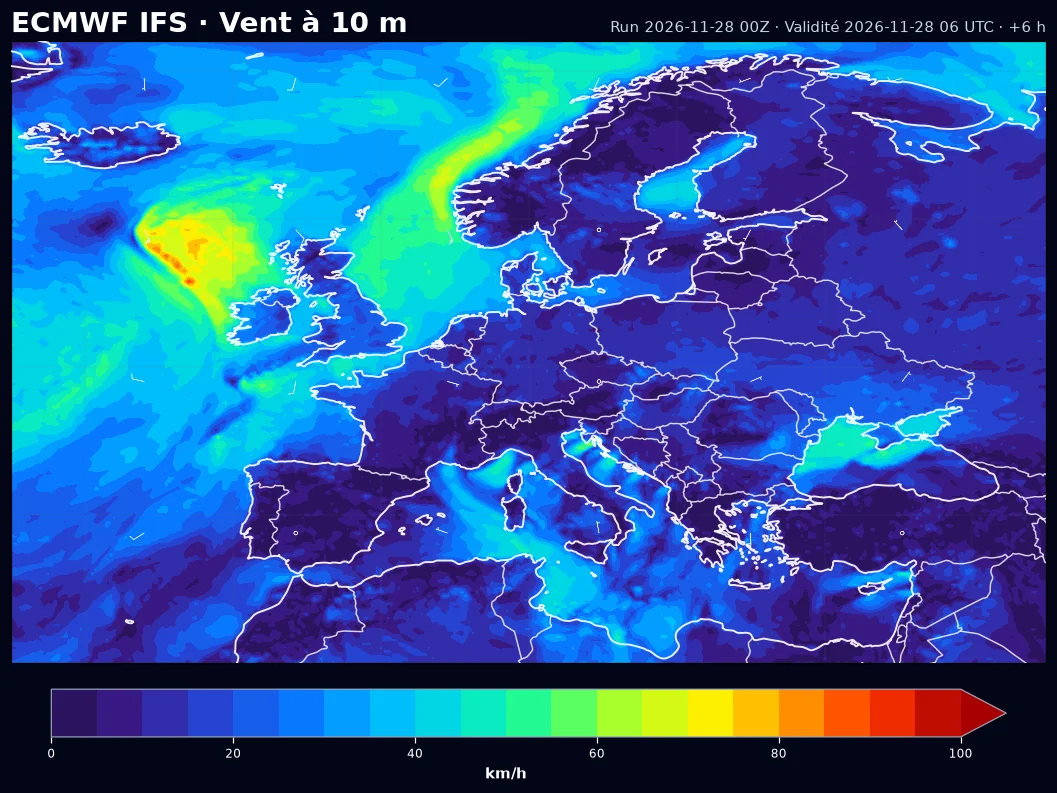 ECMWF IFS · Vent à 10 m
Run 2026-11-28 00Z · Validité 2026-11-28 06 UTC · +6 h
0 20 40 60 80 100
km/h